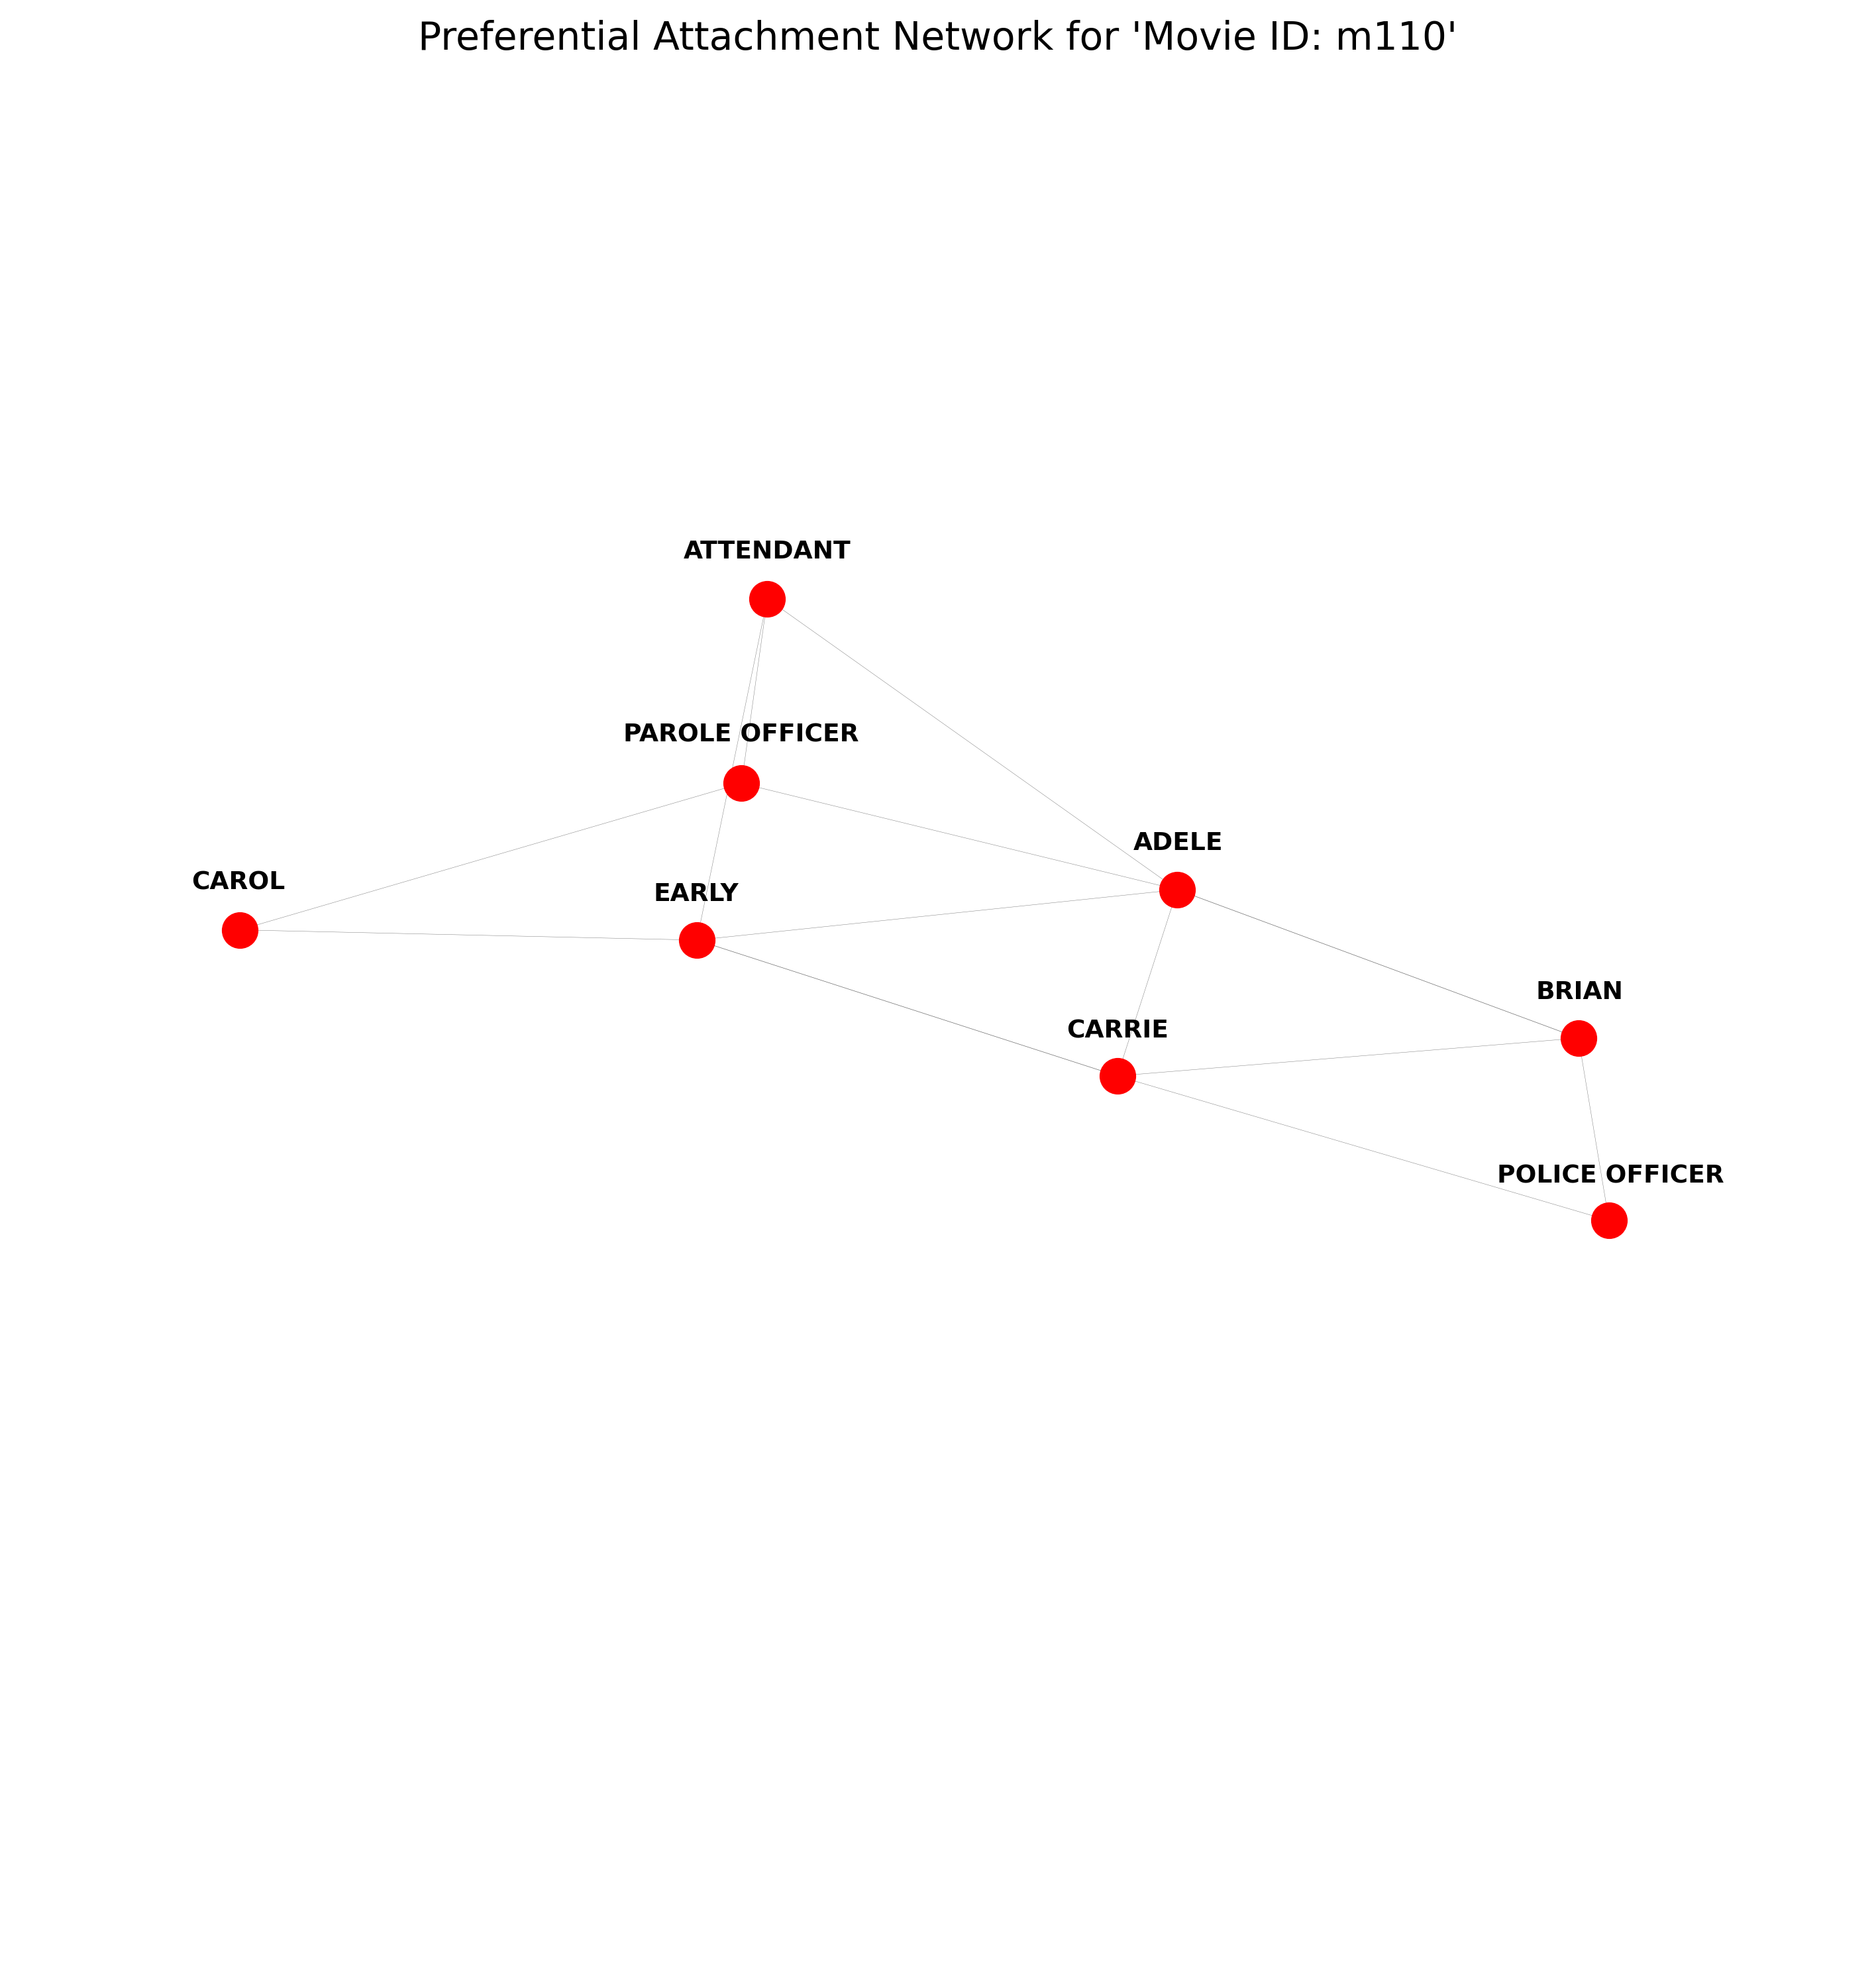 Preferential Attachment Network for 'Movie ID: m110'
ATTENDANT
PAROLE OFFICER
ADELE
CAROL
EARLY
BRIAN
CARRIE
POLICE OFFICER